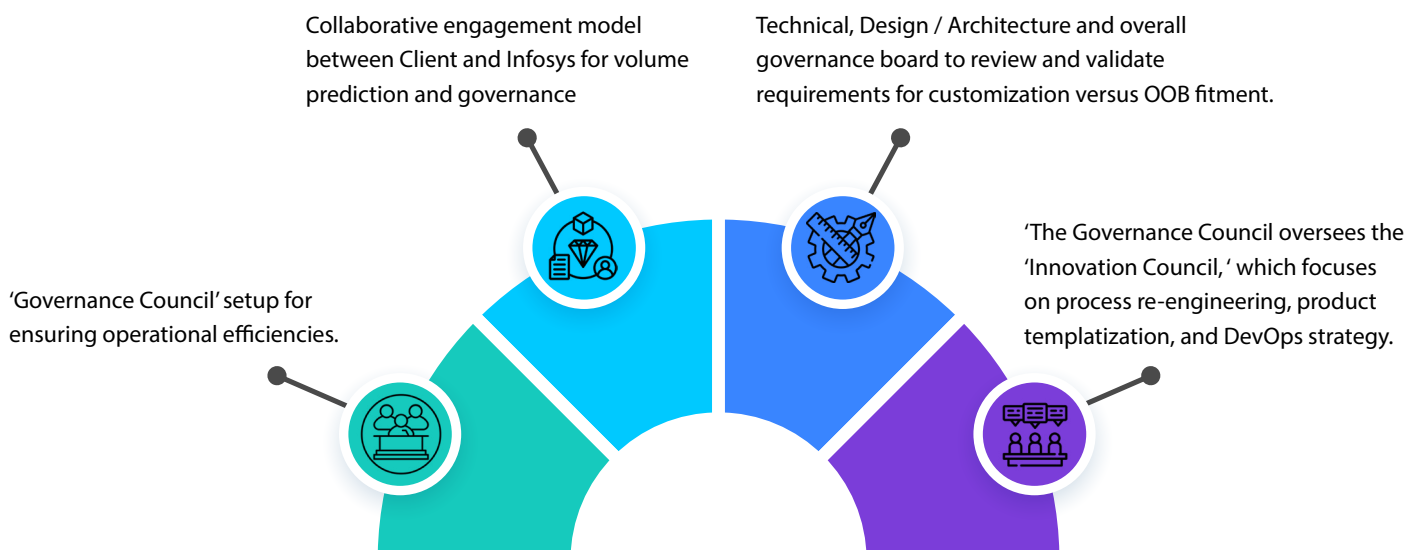 Collaborative engagement model
between Client and Infosys for volume
prediction and governance
Technical, Design / Architecture and overall
governance board to review and validate
requirements for customization versus OOB fitment.
‘Governance Council’ setup for
ensuring operational efficiencies.
‘The Governance Council oversees the
‘Innovation Council,‘ which focuses
on process re-engineering, product
templatization, and DevOps strategy.